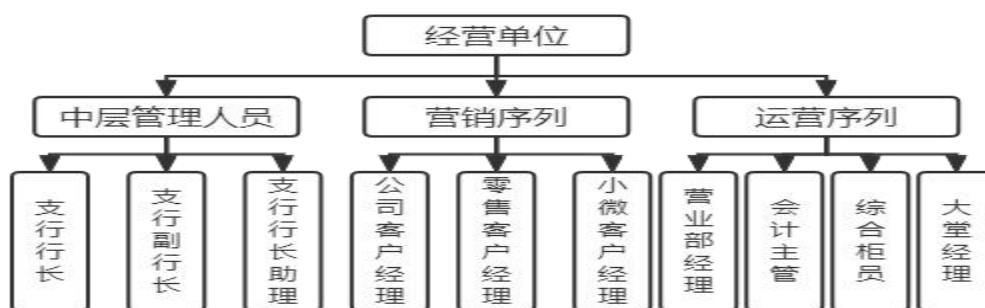 经营单位
中层管理人员
营销序列
运营序列
支行行长
支行副行长
支行行长助理
公司客户经理
零售客户经理
小微客户经理
营业部经理
会计主管
综合柜员
大堂经理